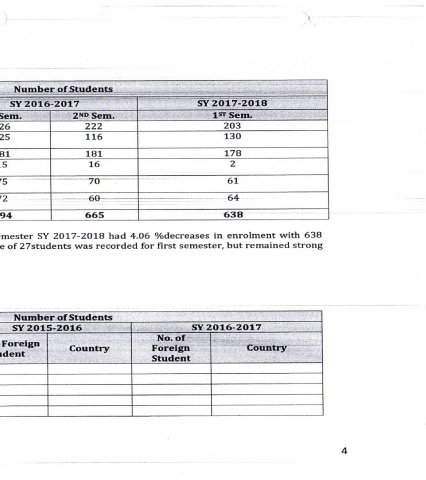 Number of Students
SY 2016-2017 SY 2017-2018
Sem. 2ND Sem. 1ST Sem.
26 222 203
25 116 130
81 181 178
5 16 2
75 70 61
72 60 64
94 665 638
mester SY 2017-2018 had 4.06 %decreases in enrolment with 638
e of 27students was recorded for first semester, but remained strong
Number of Students
SY 2015-2016 SY 2016-2017
Foreign
dent Country No. of
Foreign
Student Country
4